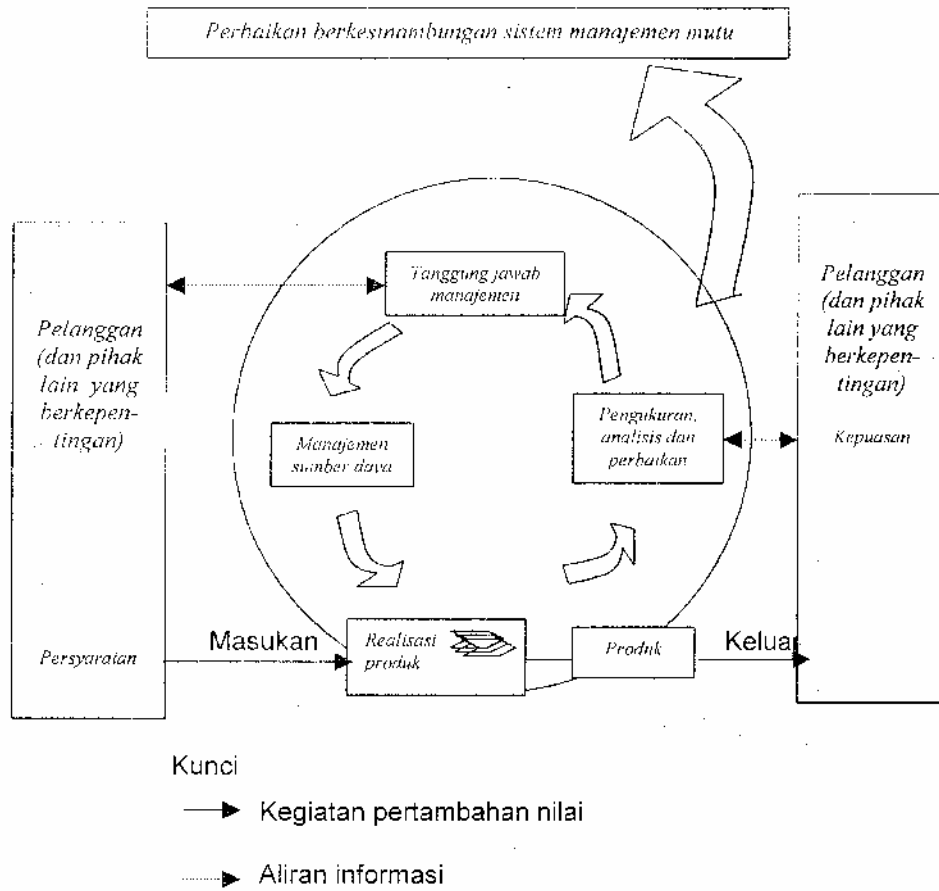 Perbaikan berkesinambungan sistem manajemen mutu
Tanggung jawab
manajemen
Pelanggan
(dan pihak
lain yang
berkepen-
tingan)
Pelanggan
(dan pihak
lain yang
berkepen-
tingan)
Manajemen
sumber daya
Pengukuran,
analisis dan
perbaikan
Kepuasan
Persyaratan
Masukan
Realisasi
produk
Produk
Keluar
Kunci
Kegiatan pertambahan nilai
Aliran informasi